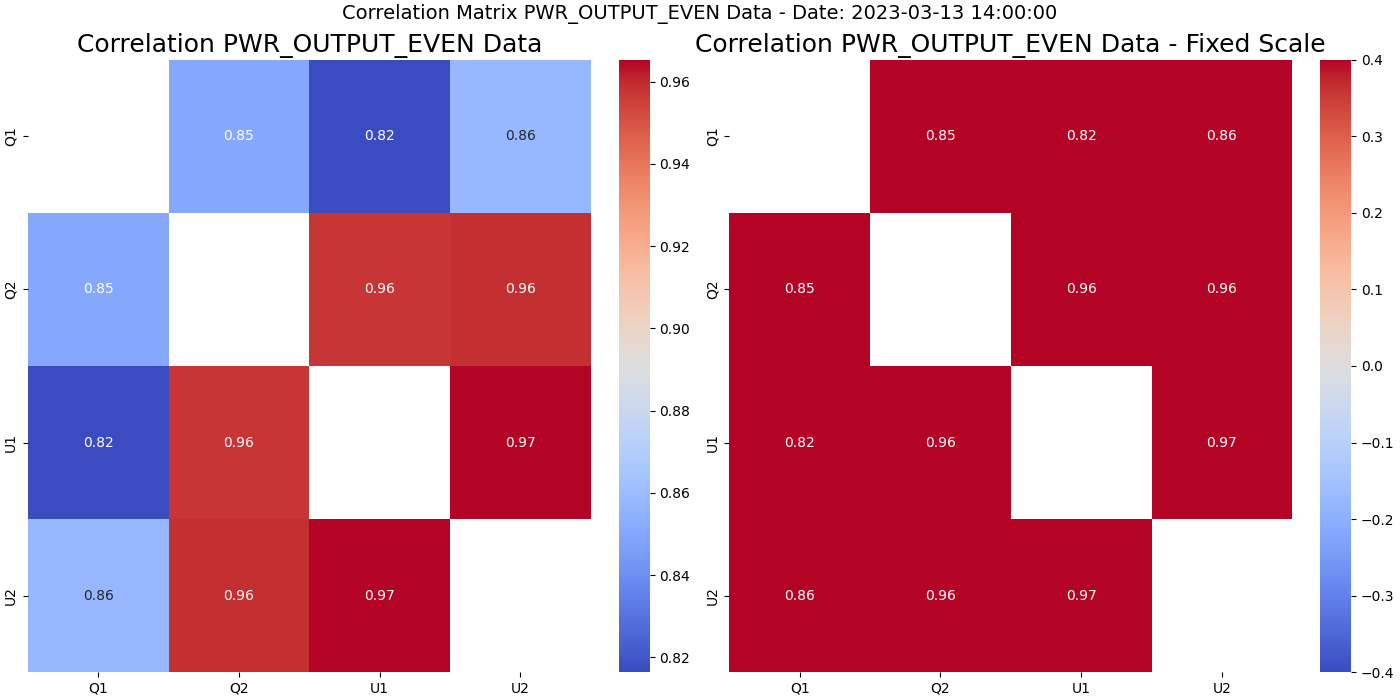 Correlation Matrix PWR_OUTPUT_EVEN Data - Date: 2023-03-13 14:00:00
Correlation PWR_OUTPUT_EVEN Data
Q1
0.85
0.82
0.86
Q2
0.85
0.96
0.96
U1
0.82
0.96
0.97
U2
0.86
0.96
0.97
Q1
Q2
U1
U2
0.96
0.94
0.92
0.90
0.88
0.86
0.84
0.82
Correlation PWR_OUTPUT_EVEN Data - Fixed Scale
Q1
0.85
0.82
0.86
Q2
0.85
0.96
0.96
U1
0.82
0.96
0.97
U2
0.86
0.96
0.97
Q1
Q2
U1
U2
0.4
0.3
0.2
0.1
0.0
−0.1
−0.2
−0.3
−0.4